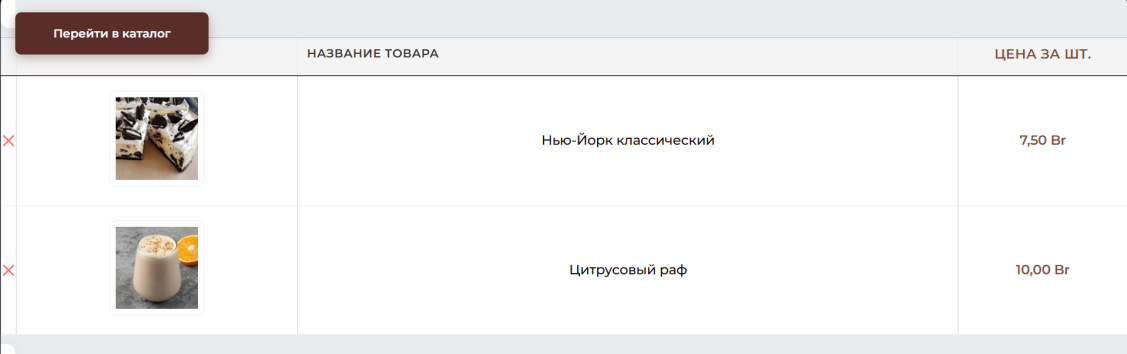 Перейти в каталог
НАЗВАНИЕ ТОВАРА
ЦЕНА ЗА ШТ.
Нью-Йорк классический
7,50 Br
Цитрусовый раф
10,00 Br